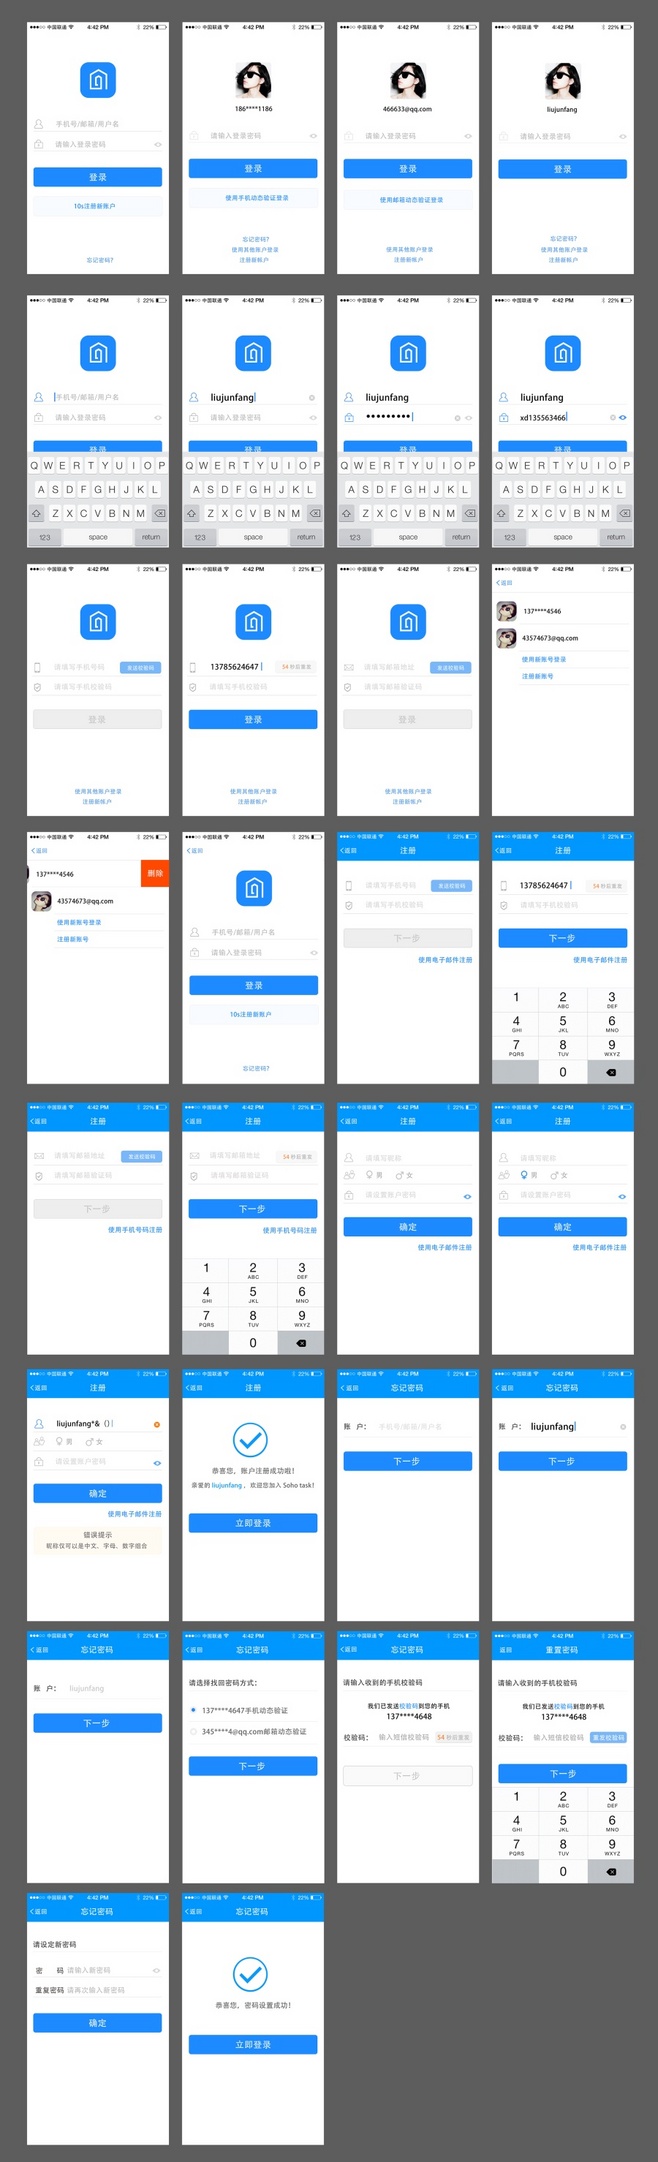 中国联通 4:42 PM 22%
手机号/邮箱/用户名
请输入登录密码
登录
10s注册新账户
忘记密码?
中国联通 4:42 PM 22%
186****1186
请输入登录密码
登录
使用手机动态验证登录
忘记密码?
使用其他账户登录
注册新帐户
中国联通 4:42 PM 22%
466633@qq.com
请输入登录密码
登录
使用邮箱动态验证登录
使用其他账户登录
注册新帐户
中国联通 4:42 PM 22%
liujunfang
请输入登录密码
登录
忘记密码?
使用其他账户登录
注册新帐户
中国联通 4:42 PM 22%
手机号/邮箱/用户名
请输入登录密码
登录
Q W E R T Y U I O P
A S D F G H J K L
Z X C V B N M
123 space return
中国联通 4:42 PM 22%
liujunfang
请输入登录密码
登录
Q W E R T Y U I O P
A S D F G H J K L
Z X C V B N M
123 space return
中国联通 4:42 PM 22%
liujunfang
登录
Q W E R T Y U I O P
A S D F G H J K L
Z X C V B N M
123 space return
中国联通 4:42 PM 22%
liujunfang
xd135563466
登录
Q W E R T Y U I O P
A S D F G H J K L
Z X C V B N M
123 space return
中国联通 4:42 PM 22%
请填写手机号码 发送校验码
请填写手机校验码
登录
使用其他账户登录
注册新帐户
中国联通 4:42 PM 22%
13785624647 54 秒后重发
请填写手机校验码
登录
使用其他账户登录
注册新帐户
中国联通 4:42 PM 22%
请填写邮箱地址 发送校验码
请填写邮箱验证码
登录
使用其他账户登录
注册新帐户
中国联通 4:42 PM 22%
返回
137****4546
43574673@qq.com
使用新账号登录
注册新账号
中国联通 4:42 PM 22%
返回
137****4546 删除
43574673@qq.com
使用新账号登录
注册新账号
中国联通 4:42 PM 22%
返回
手机号/邮箱/用户名
请输入登录密码
登录
10s注册新账户
忘记密码?
中国联通 4:42 PM 22%
返回 注册
请填写手机号码 发送校验码
请填写手机校验码
下一步
使用电子邮件注册
中国联通 4:42 PM 22%
返回 注册
13785624647 54 秒后重发
请填写手机校验码
下一步
使用电子邮件注册
1 2 3
ABC DEF
4 5 6
GHI JKL MNO
7 8 9
PQRS TUV WXYZ
0
中国联通 4:42 PM 22%
返回 注册
请填写邮箱地址 发送校验码
请填写邮箱验证码
下一步
使用手机号码注册
中国联通 4:42 PM 22%
返回 注册
请填写邮箱地址 54 秒后重发
请填写邮箱验证码
下一步
使用手机号码注册
1 2 3
ABC DEF
4 5 6
GHI JKL MNO
7 8 9
PQRS TUV WXYZ
0
中国联通 4:42 PM 22%
返回 注册
请填写昵称
男 女
请设置账户密码
确定
使用电子邮件注册
中国联通 4:42 PM 22%
返回 注册
请填写昵称
男 女
请设置账户密码
确定
使用电子邮件注册
中国联通 4:42 PM 22%
返回 注册
liujunfang*&（）
男 女
请设置账户密码
确定
使用电子邮件注册
错误提示
昵称仅可以是中文、字母、数字组合
中国联通 4:42 PM 22%
返回 注册
恭喜您，账户注册成功啦！
亲爱的 liujunfang，欢迎您加入 Soho task！
立即登录
中国联通 4:42 PM 22%
返回 忘记密码
账 户： 手机号/邮箱/用户名
下一步
中国联通 4:42 PM 22%
返回 忘记密码
账 户： liujunfang
下一步
中国联通 4:42 PM 22%
返回 忘记密码
账 户： liujunfang
下一步
中国联通 4:42 PM 22%
返回 忘记密码
请选择找回密码方式：
137****4647手机动态验证
345****4@qq.com邮箱动态验证
下一步
中国联通 4:42 PM 22%
返回 忘记密码
请输入收到的手机校验码
我们已发送校验码到您的手机
137****4648
校验码： 输入短信校验码 54 秒后重发
下一步
中国联通 4:42 PM 22%
返回 重置密码
请输入收到的手机校验码
我们已发送校验码到您的手机
137****4648
校验码： 输入短信校验码 重发校验码
下一步
1 2 3
ABC DEF
4 5 6
GHI JKL MNO
7 8 9
PQRS TUV WXYZ
0
中国联通 4:42 PM 22%
返回 忘记密码
请设定新密码
密 码 请输入新密码
重复密码 请再次输入新密码
确定
中国联通 4:42 PM 22%
返回 忘记密码
恭喜您，密码设置成功！
立即登录